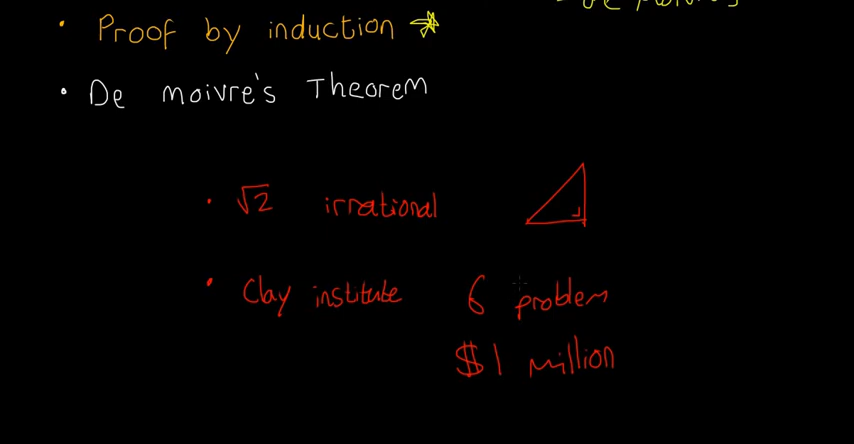 • Proof by induction
• De moivre's Theorem
• √2 irrational
• Clay institute 6 problem
$1 million